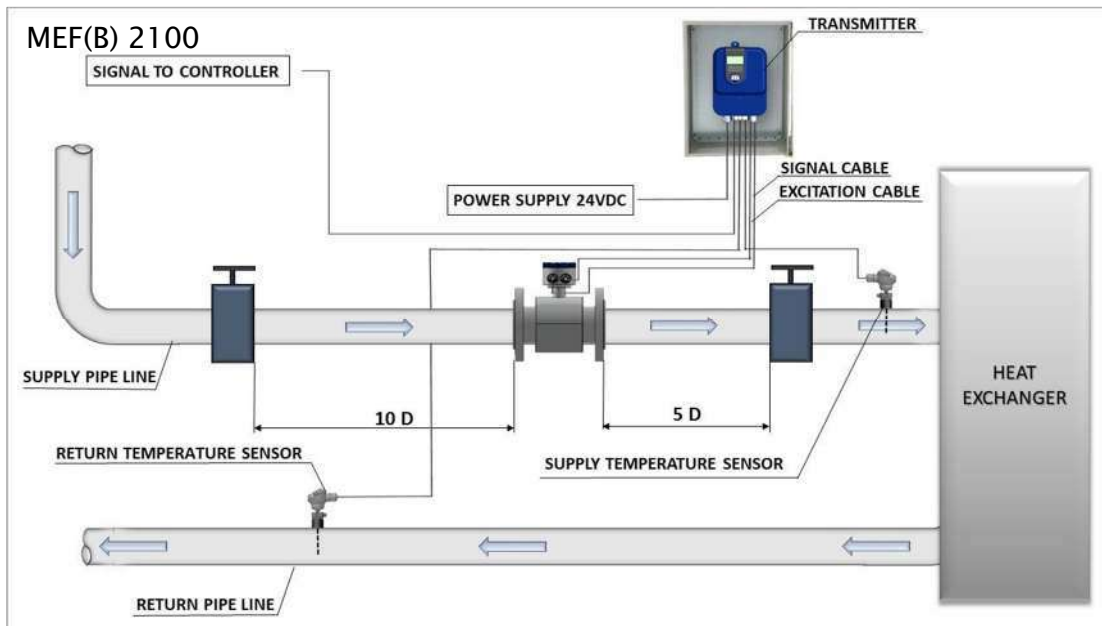 MEF(B) 2100
TRANSMITTER
SIGNAL TO CONTROLLER
SIGNAL CABLE
POWER SUPPLY 24VDC
EXCITATION CABLE
SUPPLY PIPE LINE
HEAT
EXCHANGER
10 D
5 D
RETURN TEMPERATURE SENSOR
SUPPLY TEMPERATURE SENSOR
RETURN PIPE LINE